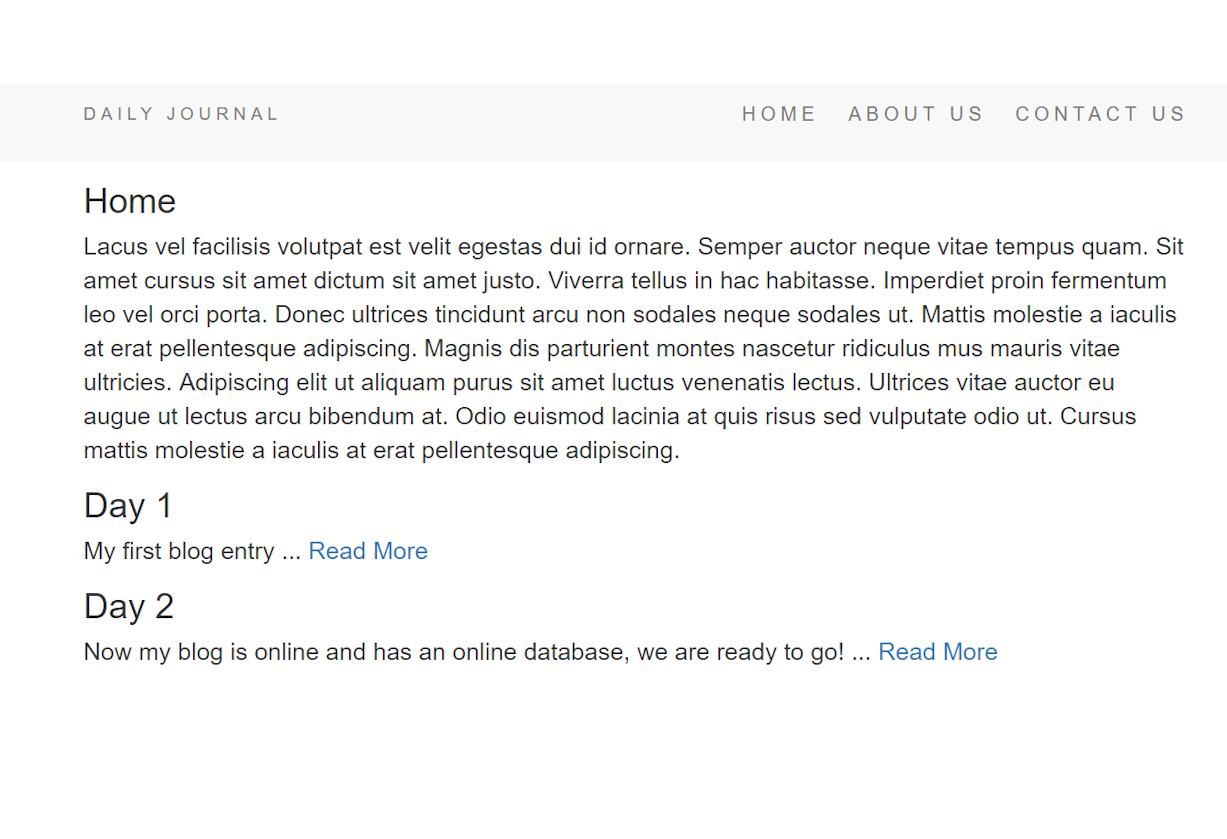 DAILY JOURNAL HOME ABOUT US CONTACT US
Home
Lacus vel facilisis volutpat est velit egestas dui id ornare. Semper auctor neque vitae tempus quam. Sit
amet cursus sit amet dictum sit amet justo. Viverra tellus in hac habitasse. Imperdiet proin fermentum
leo vel orci porta. Donec ultrices tincidunt arcu non sodales neque sodales ut. Mattis molestie a iaculis
at erat pellentesque adipiscing. Magnis dis parturient montes nascetur ridiculus mus mauris vitae
ultricies. Adipiscing elit ut aliquam purus sit amet luctus venenatis lectus. Ultrices vitae auctor eu
augue ut lectus arcu bibendum at. Odio euismod lacinia at quis risus sed vulputate odio ut. Cursus
mattis molestie a iaculis at erat pellentesque adipiscing.
Day 1
My first blog entry ... Read More
Day 2
Now my blog is online and has an online database, we are ready to go! ... Read More